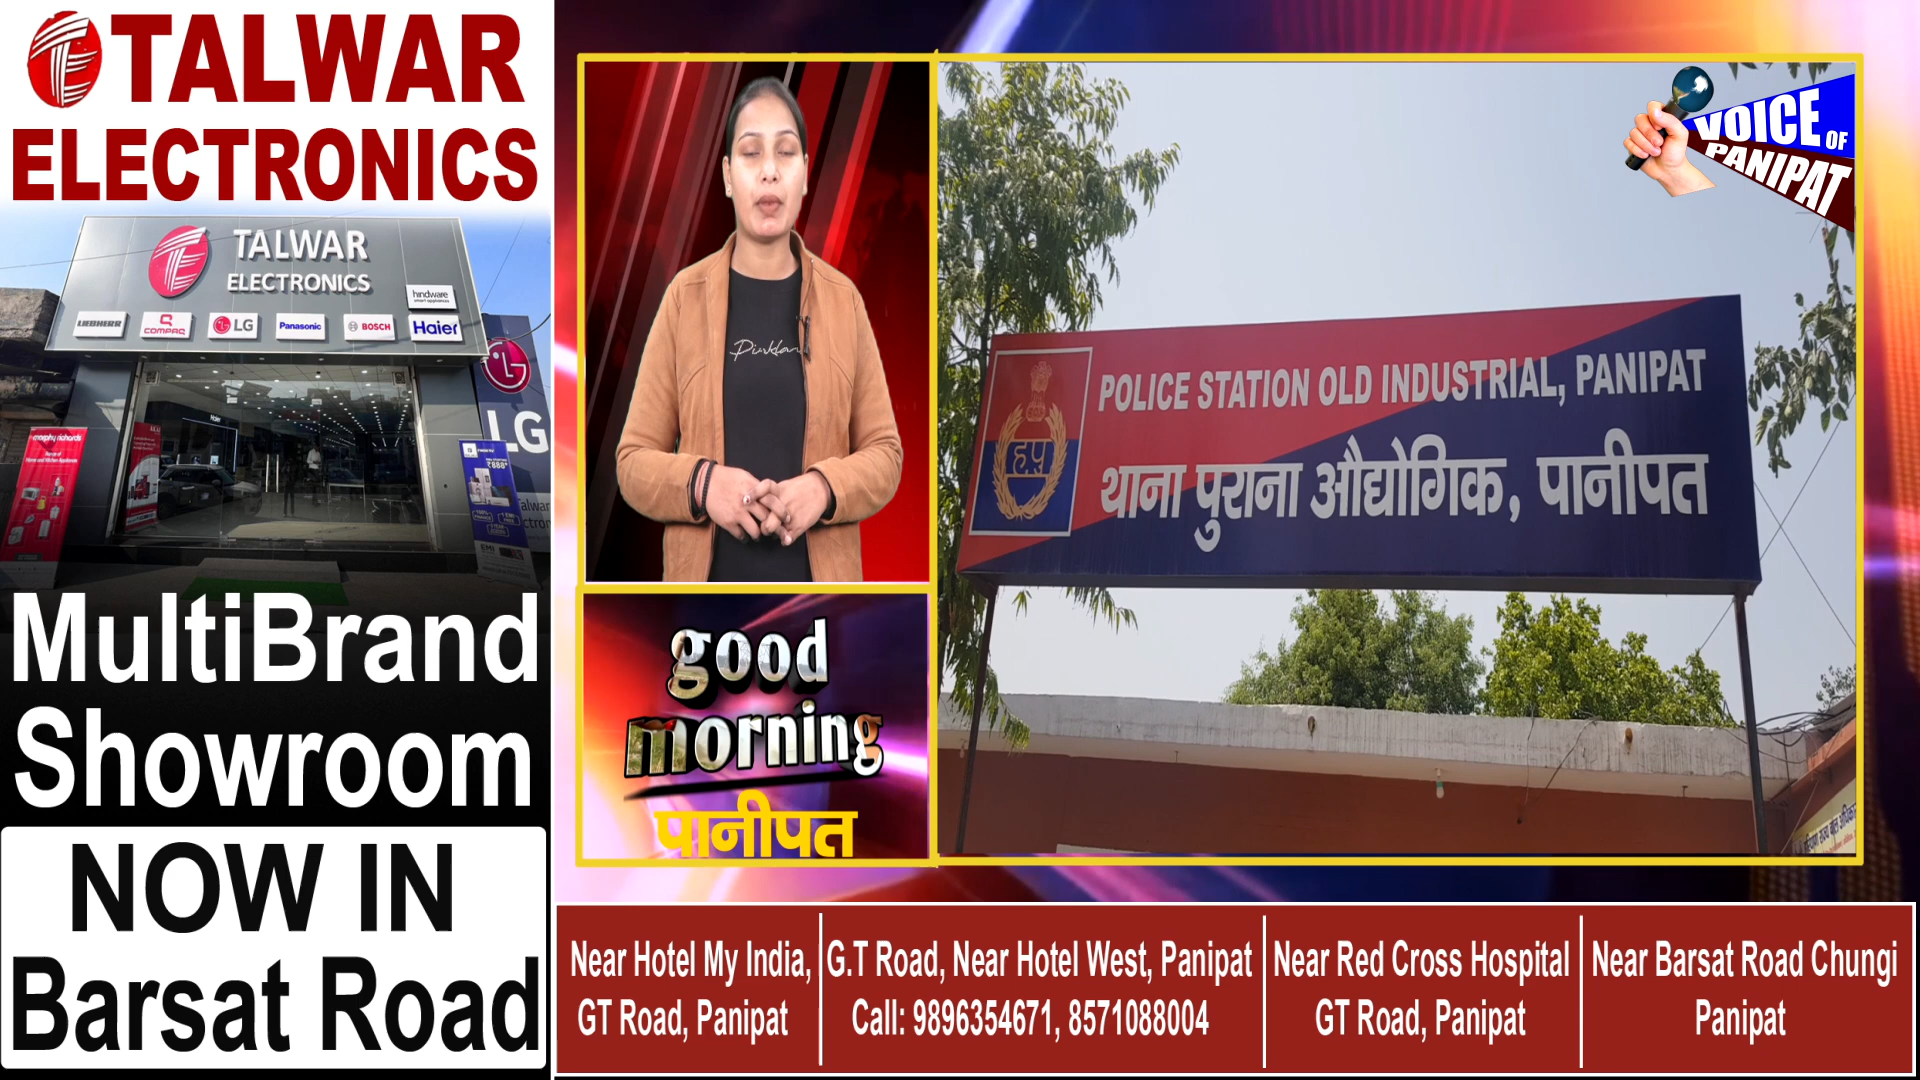 TALWAR
ELECTRONICS
TALWAR
ELECTRONICS
hindware
LIEBHERR
COMPAQ
LG
Panasonic
BOSCH
Haier
LG
morphy richards
MultiBrand
Showroom
NOW IN
Barsat Road
good
morning
पानीपत
VOICE OF
PANIPAT
POLICE STATION OLD INDUSTRIAL, PANIPAT
थाना पुराना औद्योगिक, पानीपत
हपु
Near Hotel My India,
GT Road, Panipat
G.T Road, Near Hotel West, Panipat
Call: 9896354671, 8571088004
Near Red Cross Hospital
GT Road, Panipat
Near Barsat Road Chungi
Panipat